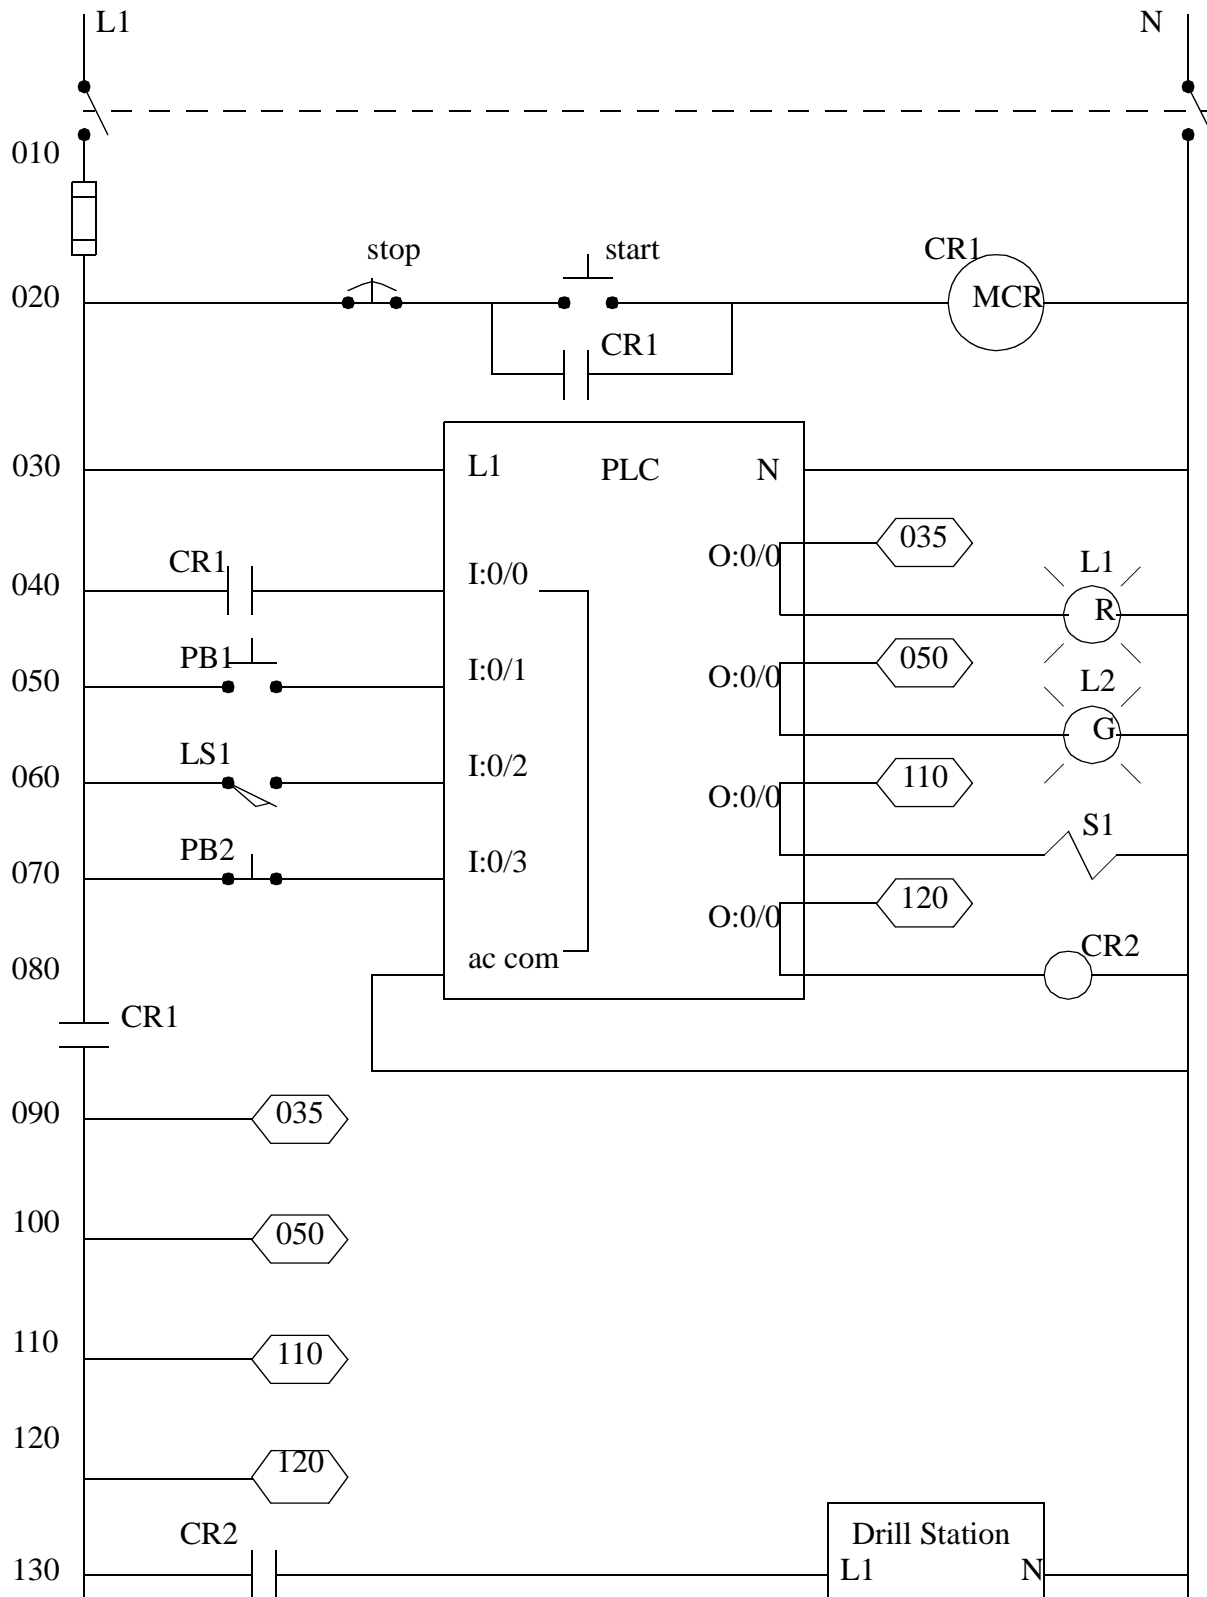 L1 N
010
stop start CR1
020 MCR
CR1
030 L1 PLC N
035
O:0/0
CR1 I:0/0 L1
040 R
PB1 050
050 I:0/1 O:0/0 L2
G
LS1 110
060 I:0/2 O:0/0
S1
PB2 I:0/3
070 120
O:0/0
080 ac com CR2
CR1
090 035
100 050
110 110
120 120
CR2 Drill Station
130 L1 N